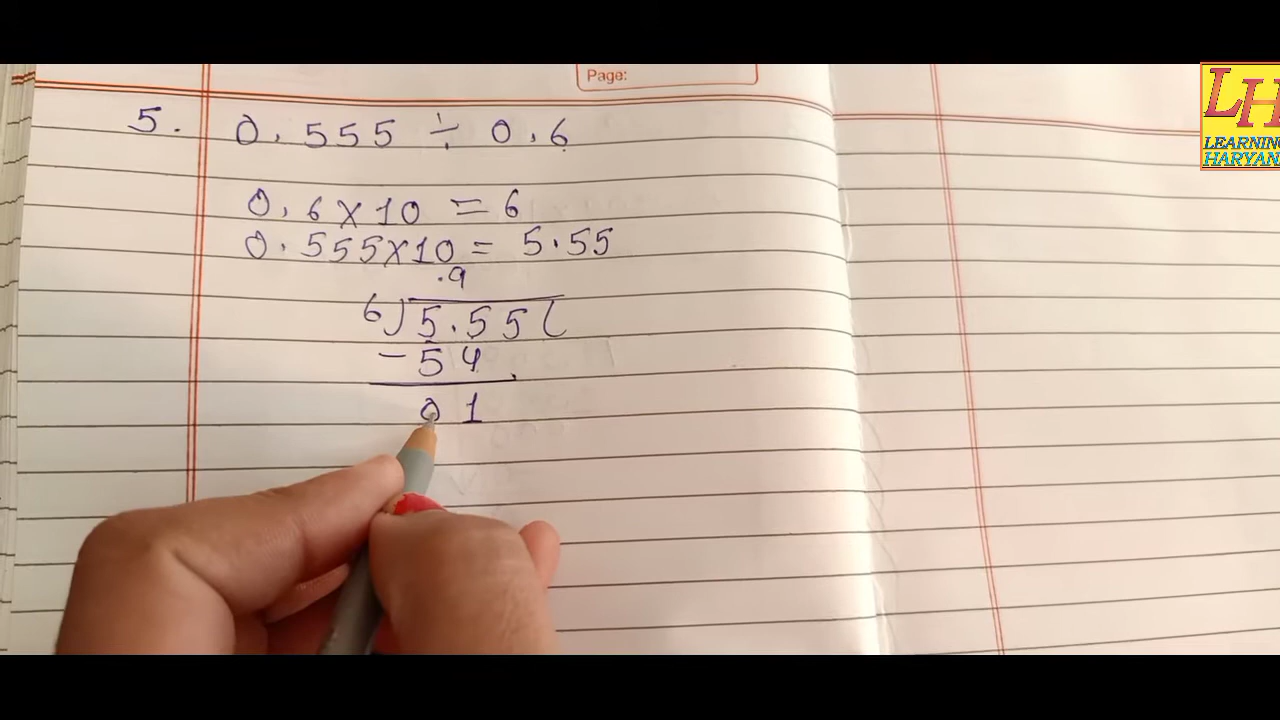 Page:
LH
LEARNING
HARYAN
5. 0.555 ÷ 0.6
0.6 × 10 = 6
0.555 × 10 = 5.55
.9
6)5.55(
-54
01